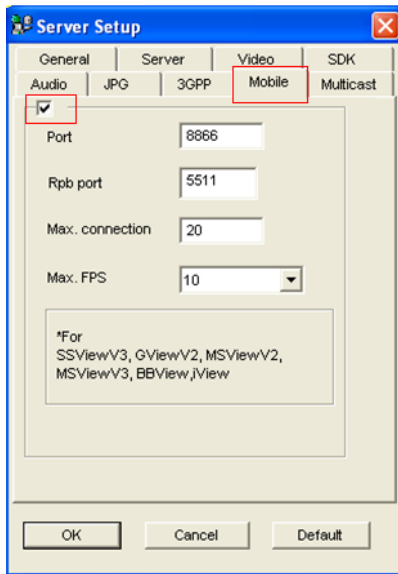 Server Setup
General Server Video SDK
Audio JPG 3GPP Mobile Multicast
Port 8866
Rpb port 5511
Max. connection 20
Max. FPS 10
*For
SSViewV3, GViewV2, MSViewV2,
MSViewV3, BBView,iView
OK Cancel Default